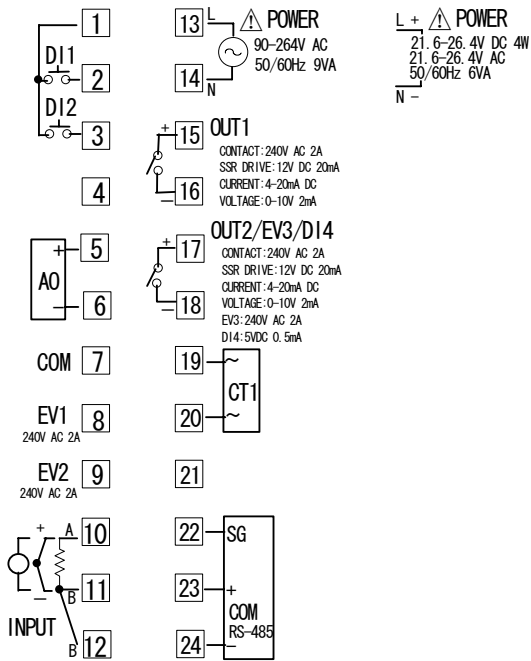 1
DI1
2
DI2
3
4
5
+
AO
−
6
COM 7
EV1 8
240V AC 2A
EV2 9
240V AC 2A
+ A 10
− B 11
INPUT
B 12
13 L ⚠ POWER
90-264V AC
50/60Hz 9VA
14 N
+ 15 OUT1
CONTACT:240V AC 2A
SSR DRIVE:12V DC 20mA
− 16 CURRENT:4-20mA DC
VOLTAGE:0-10V 2mA
OUT2/EV3/DI4
+ 17 CONTACT:240V AC 2A
SSR DRIVE:12V DC 20mA
CURRENT:4-20mA DC
− 18 VOLTAGE:0-10V 2mA
EV3:240V AC 2A
DI4:5VDC 0.5mA
19 ~
CT1
20 ~
21
22 SG
23 +
COM
RS-485
24 −
L + ⚠ POWER
21.6-26.4V DC 4W
21.6-26.4V AC
50/60Hz 6VA
N −